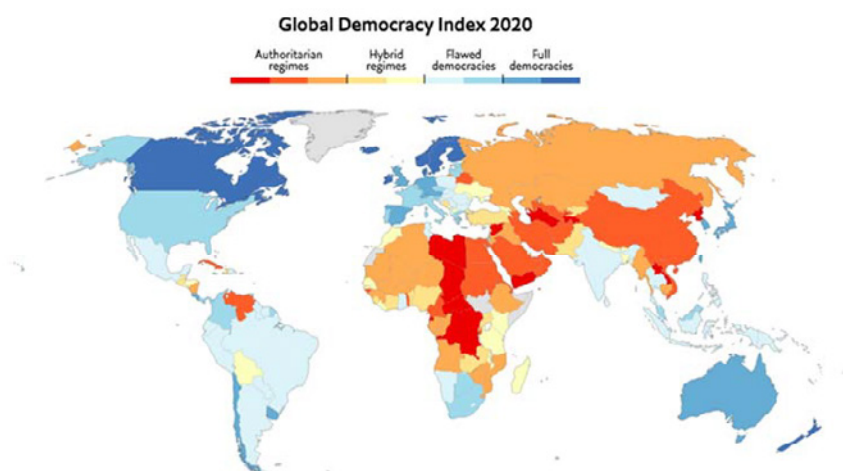 Global Democracy Index 2020
Authoritarian regimes
Hybrid regimes
Flawed democracies
Full democracies